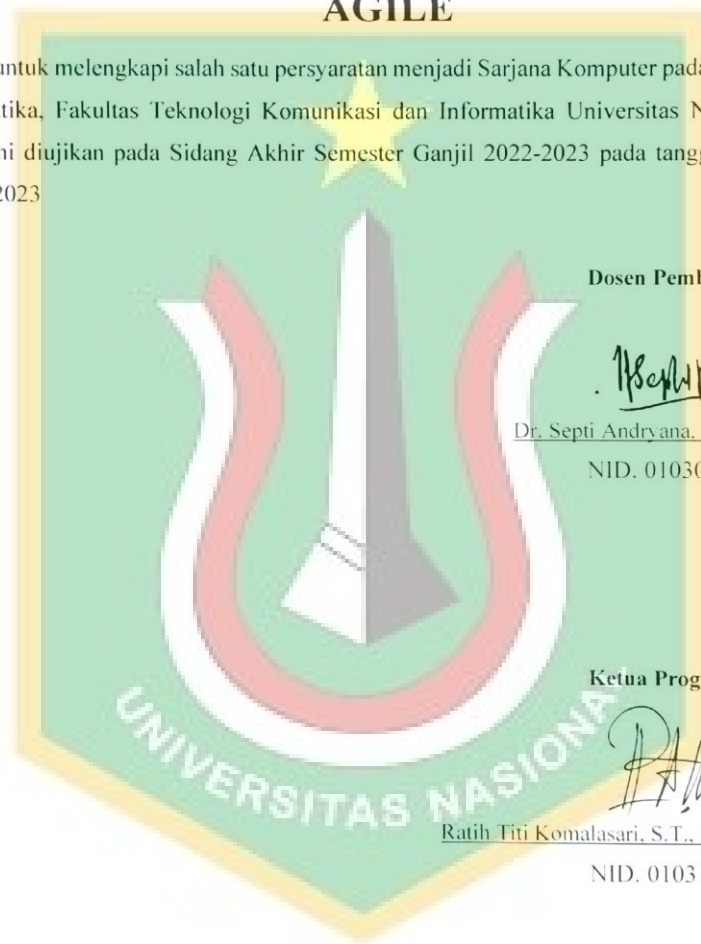 AGILE
untuk melengkapi salah satu persyaratan menjadi Sarjana Komputer pada
tika, Fakultas Teknologi Komunikasi dan Informatika Universitas N
ni diujikan pada Sidang Akhir Semester Ganjil 2022-2023 pada tangg
2023
Dosen Pemb
Dr. Septi Andryana,
NID. 01030
Ketua Prog
UNIVERSITAS NASIONAL
Ratih Titi Komalasari, S.T.,
NID. 0103